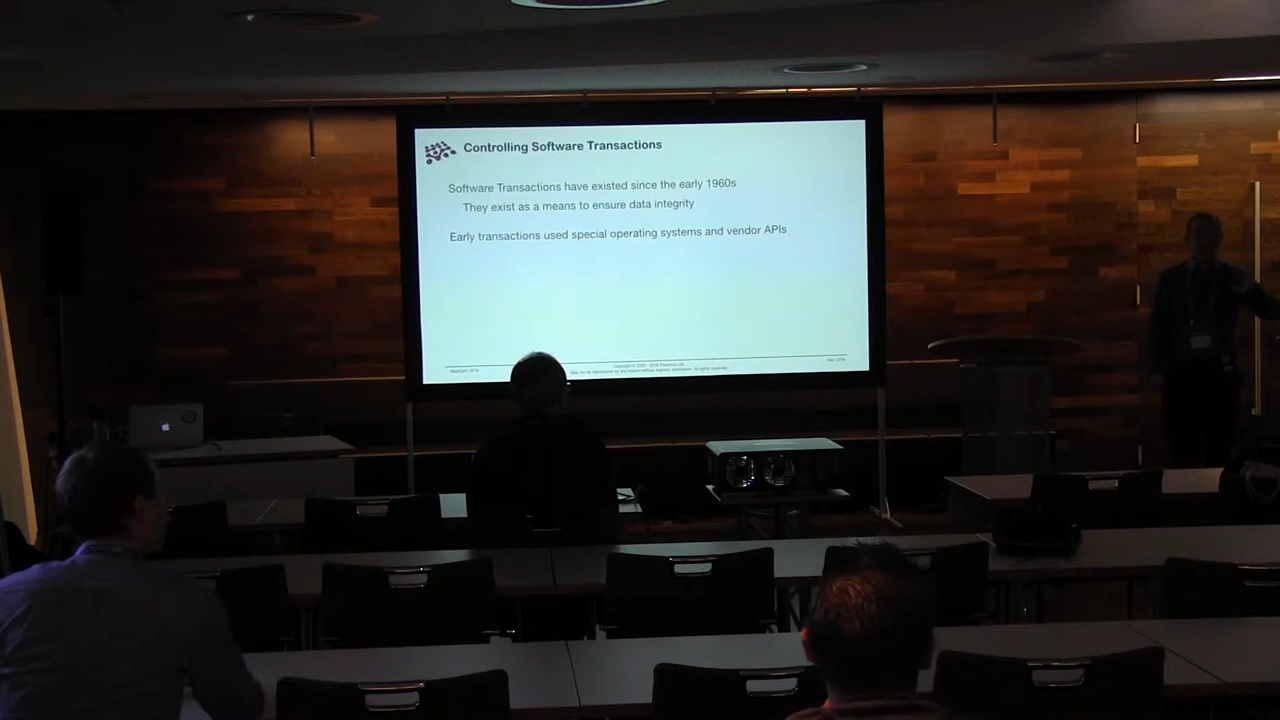 Controlling Software Transactions
Software Transactions have existed since the early 1960s
They exist as a means to ensure data integrity
Early transactions used special operating systems and vendor APIs